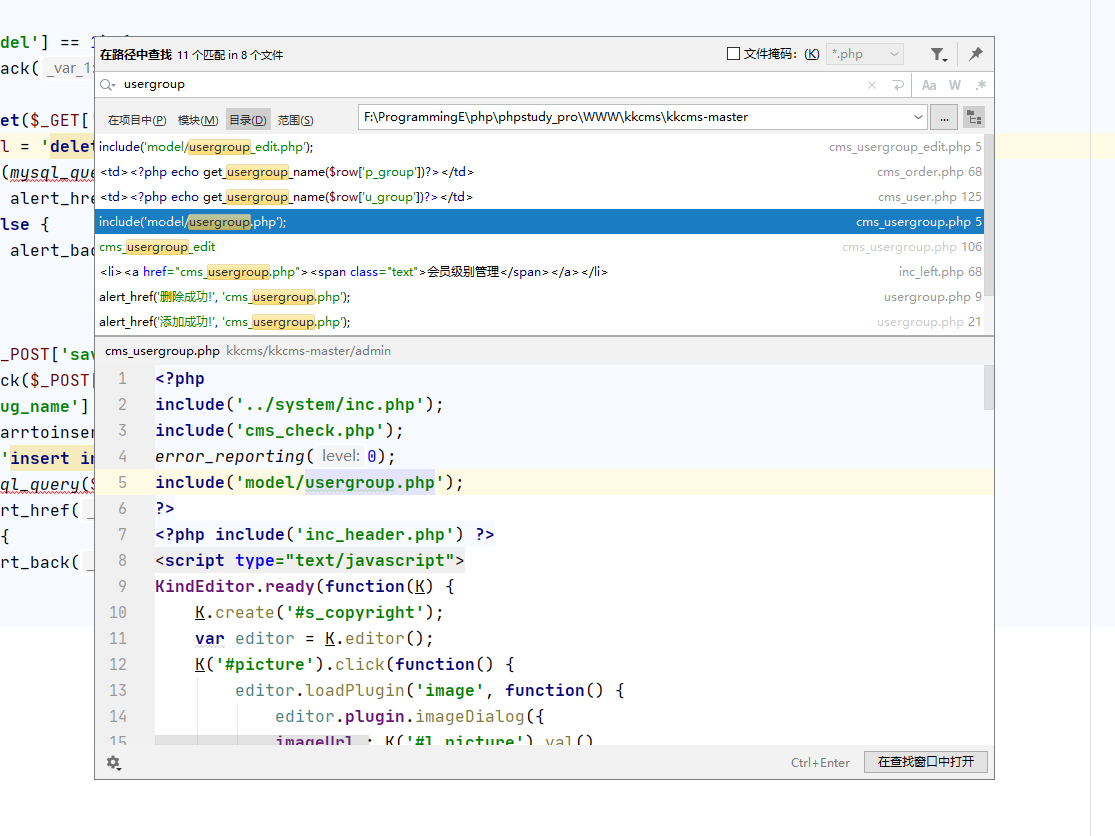 del'] == 1
ack( _var_1:
et($_GET['
l = 'delet
(mysql_que
alert_hre
lse {
alert_bac
_POST['sav
ck($_POST[
ug_name']
arrtoinser
'insert in
ql_query($
rt_href( _
{
rt_back( _
在路径中查找 11 个匹配 in 8 个文件 文件掩码: (K) *.php
usergroup Aa W .*
在项目中(P) 模块(M) 目录(D) 范围(S) F:\ProgrammingE\php\phpstudy_pro\WWW\kkcms\kkcms-master ...
include('model/usergroup_edit.php'); cms_usergroup_edit.php 5
<td><?php echo get_usergroup_name($row['p_group'])?></td> cms_order.php 68
<td><?php echo get_usergroup_name($row['u_group'])?></td> cms_user.php 125
include('model/usergroup.php'); cms_usergroup.php 5
cms_usergroup_edit cms_usergroup.php 106
<li><a href="cms_usergroup.php"><span class="text">会员级别管理</span></a></li> inc_left.php 68
alert_href('删除成功!', 'cms_usergroup.php'); usergroup.php 9
alert_href('添加成功!', 'cms_usergroup.php'); usergroup.php 21
cms_usergroup.php kkcms/kkcms-master/admin
1 <?php
2 include('../system/inc.php');
3 include('cms_check.php');
4 error_reporting( level: 0);
5 include('model/usergroup.php');
6 ?>
7 <?php include('inc_header.php') ?>
8 <script type="text/javascript">
9 KindEditor.ready(function(K) {
10 K.create('#s_copyright');
11 var editor = K.editor();
12 K('#picture').click(function() {
13 editor.loadPlugin('image', function() {
14 editor.plugin.imageDialog({
15 imageUrl : K('#l_picture').val()
Ctrl+Enter 在查找窗口中打开